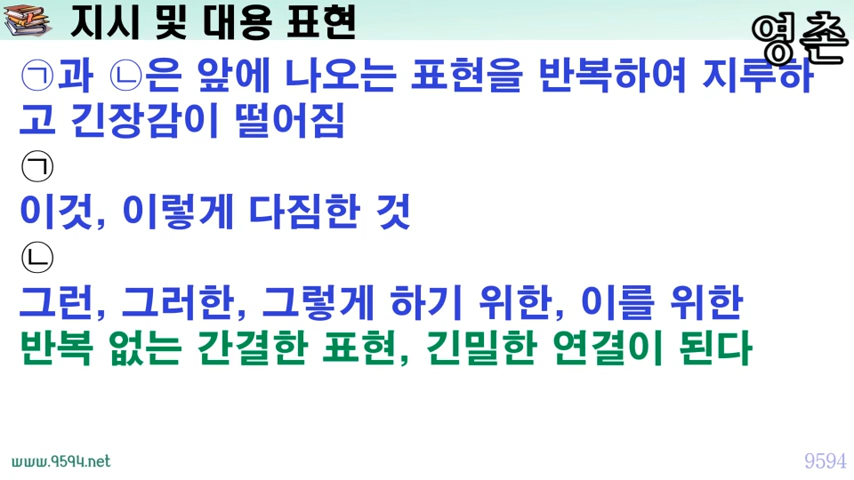 지시 및 대용 표현
영촌
㉠과 ㉡은 앞에 나오는 표현을 반복하여 지루하
고 긴장감이 떨어짐
㉠
이것, 이렇게 다짐한 것
㉡
그런, 그러한, 그렇게 하기 위한, 이를 위한
반복 없는 간결한 표현, 긴밀한 연결이 된다
www.9594.net
9594